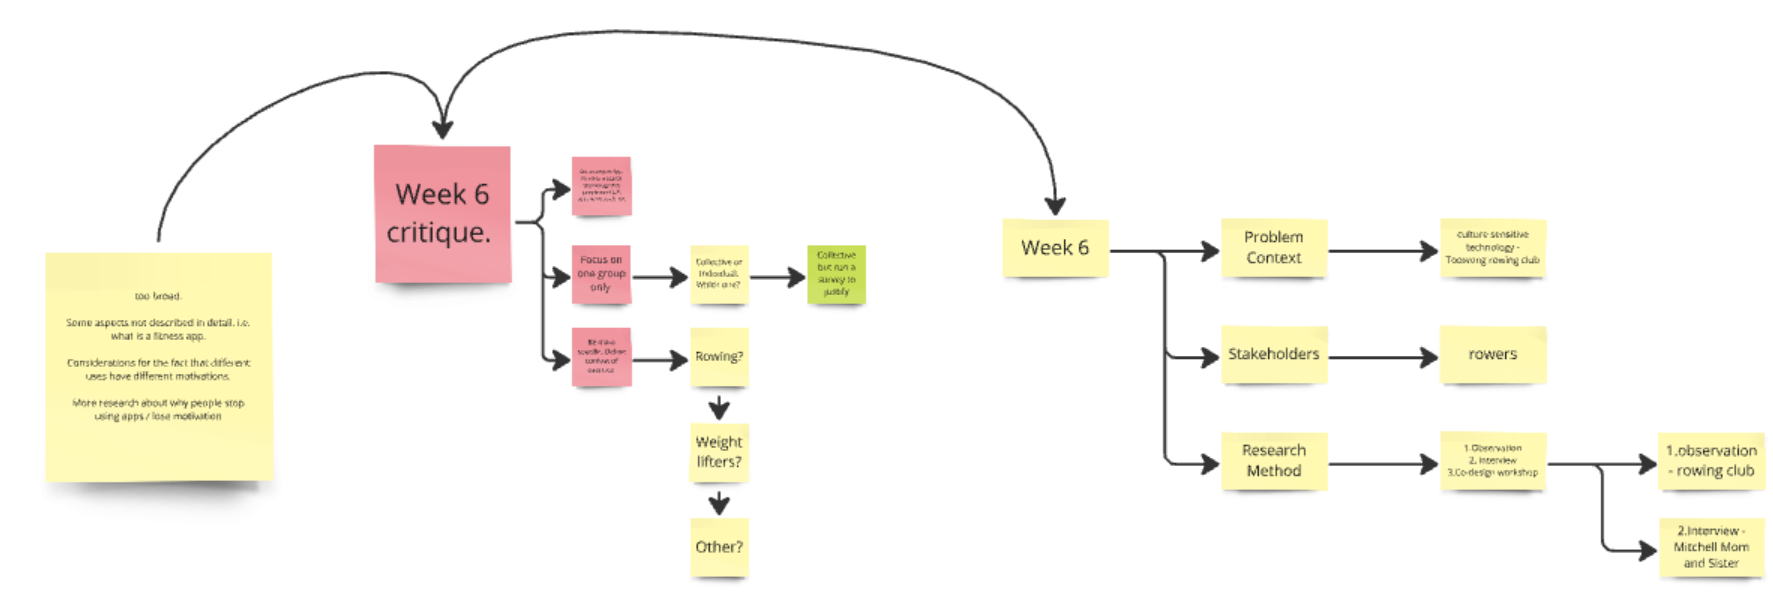 too broad.
Some aspects not described in detail. i.e.
what is a fitness app.
Considerations for the fact that different
uses have different motivations.
More research about why people stop
using apps / lose motivation
Week 6
critique.
Focus on
one group
only
Collective or
Individual.
Which one?
Collective
but run a
survey to
justify
Be more
specific. Define
context of
Rowing?
Weight
lifters?
Other?
Week 6
Problem
Context
culture sensitive
technology -
Toowong rowing club
Stakeholders
rowers
Research
Method
1.Observation
2. Interview
3.Co-design workshop
1.observation
- rowing club
2.Interview -
Mitchell Mom
and Sister